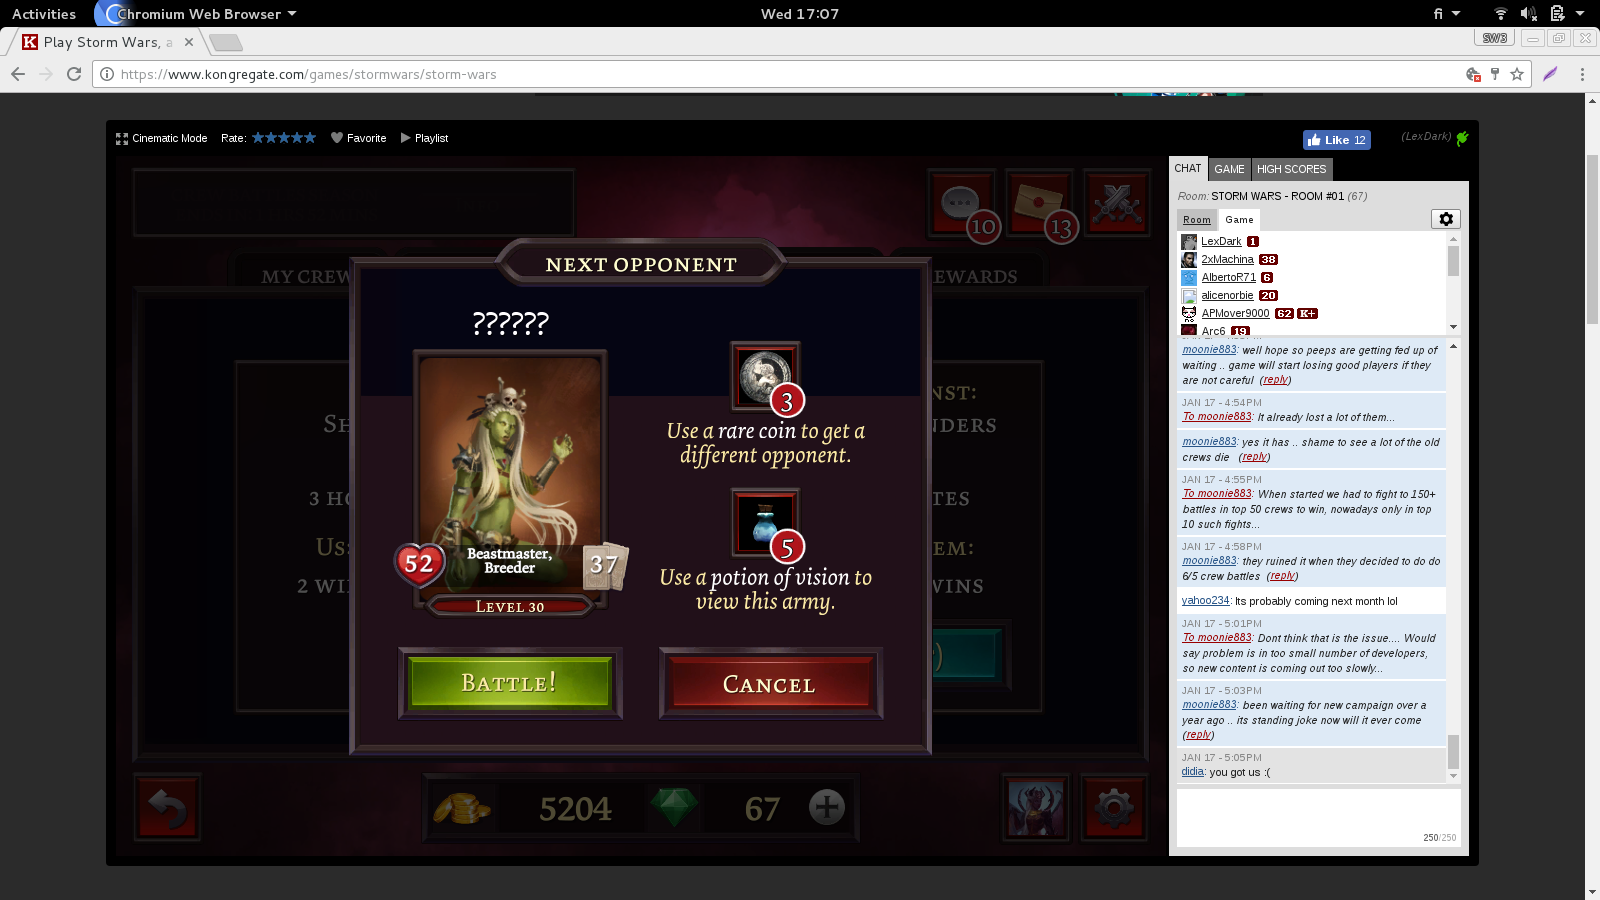 Activities
Chromium Web Browser
Wed 17:07
fi
Play Storm Wars, a
SW3
https://www.kongregate.com/games/stormwars/storm-wars
Cinematic Mode
Rate:
Favorite
Playlist
Like 12
(LexDark)
10
13
MY CREW
REWARDS
NEXT OPPONENT
??????
3
Use a rare coin to get a
different opponent.
5
Use a potion of vision to
view this army.
52
Beastmaster,
Breeder
37
LEVEL 30
BATTLE!
CANCEL
3 HO
2 WI
5204
67
CHAT
GAME
HIGH SCORES
Room: STORM WARS - ROOM #01 (67)
Room
Game
LexDark 1
2xMachina 38
AlbertoR71 6
alicenorbie 20
APMover9000 62 K+
Arc6 19
moonie883: well hope so peeps are getting fed up of
waiting .. game will start losing good players if they
are not careful (reply)
JAN 17 - 4:54PM
To moonie883: It already lost a lot of them...
moonie883: yes it has .. shame to see a lot of the old
crews die (reply)
JAN 17 - 4:55PM
To moonie883: When started we had to fight to 150+
battles in top 50 crews to win, nowadays only in top
10 such fights...
JAN 17 - 4:58PM
moonie883: they ruined it when they decided to do do
6/5 crew battles (reply)
yahoo234: Its probably coming next month lol
JAN 17 - 5:01PM
To moonie883: Dont think that is the issue.... Would
say problem is in too small number of developers,
so new content is coming out too slowly...
JAN 17 - 5:03PM
moonie883: been waiting for new campaign over a
year ago .. its standing joke now will it ever come
(reply)
JAN 17 - 5:05PM
didia: you got us :(
250/250